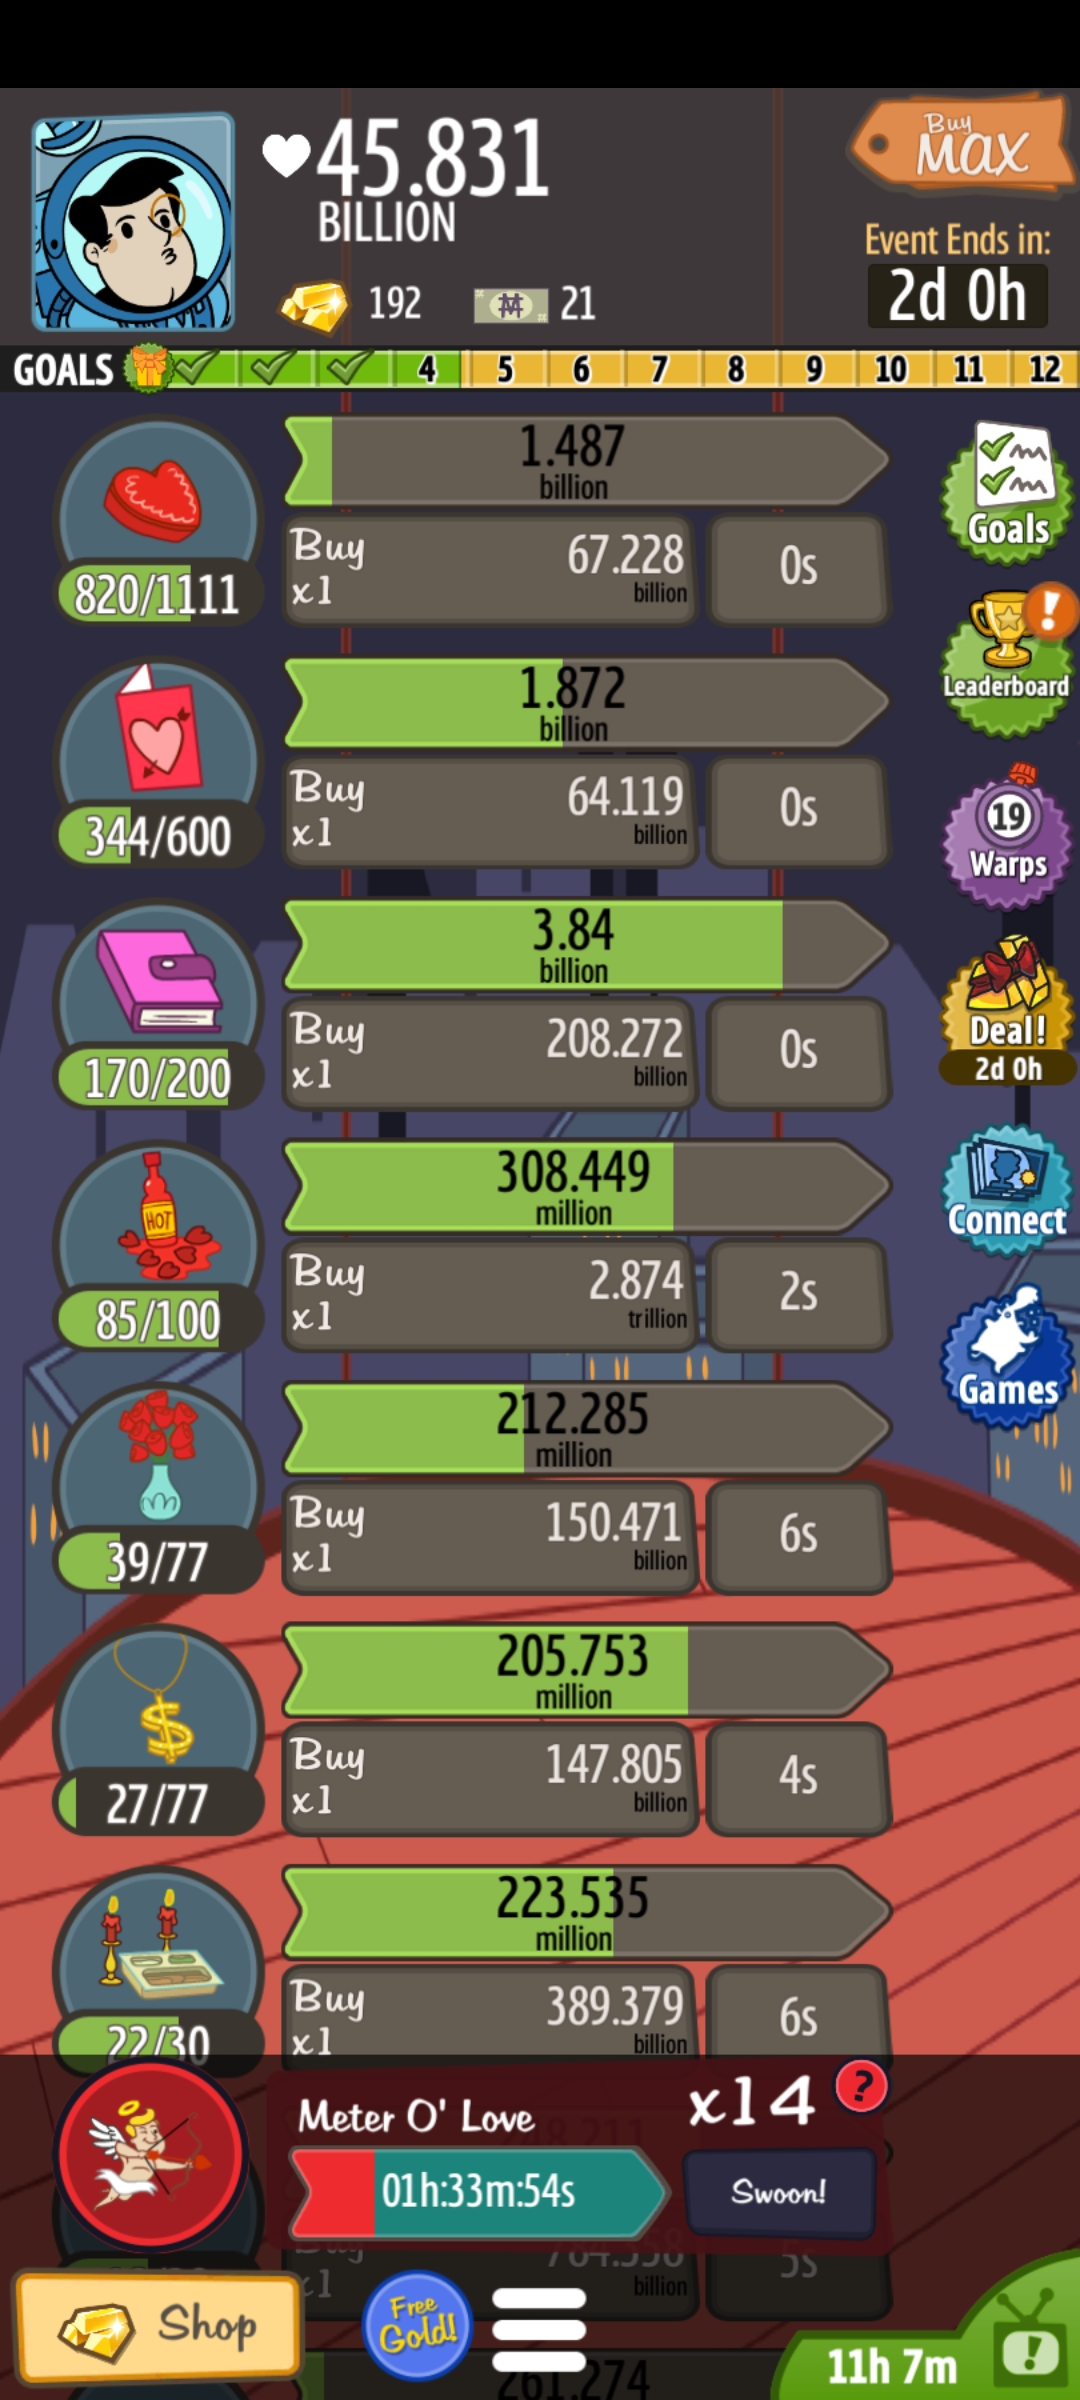 45.831
BILLION
Buy
MAX
Event Ends in:
2d 0h
192
21
GOALS 4 5 6 7 8 9 10 11 12
1.487
billion
Buy
x1
67.228
billion
0s
820/1111
Goals
1.872
billion
Buy
x1
64.119
billion
0s
344/600
Leaderboard
19
Warps
3.84
billion
Buy
x1
208.272
billion
0s
170/200
Deal!
2d 0h
308.449
million
HOT
Buy
x1
2.874
trillion
2s
85/100
Connect
212.285
million
Buy
x1
150.471
billion
6s
39/77
Games
205.753
million
Buy
x1
147.805
billion
4s
27/77
223.535
million
Buy
x1
389.379
billion
6s
22/30
Meter O' Love
x14
?
01h:33m:54s
Swoon!
billion
5s
Shop
Free
Gold!
261.274
11h 7m